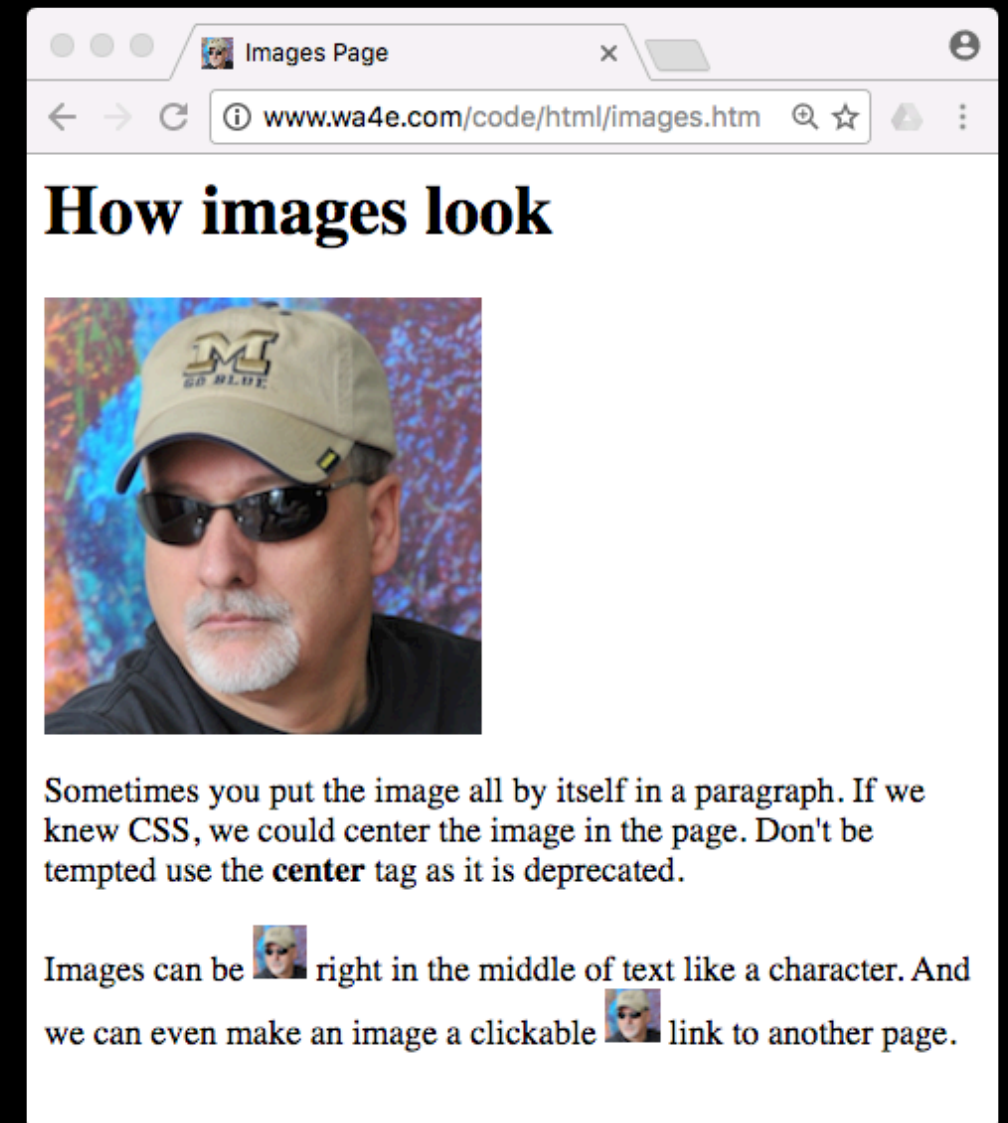 Images Page
www.wa4e.com/code/html/images.htm
How images look
M
GO BLUE
Sometimes you put the image all by itself in a paragraph. If we
knew CSS, we could center the image in the page. Don't be
tempted use the center tag as it is deprecated.
Images can be right in the middle of text like a character. And
we can even make an image a clickable link to another page.